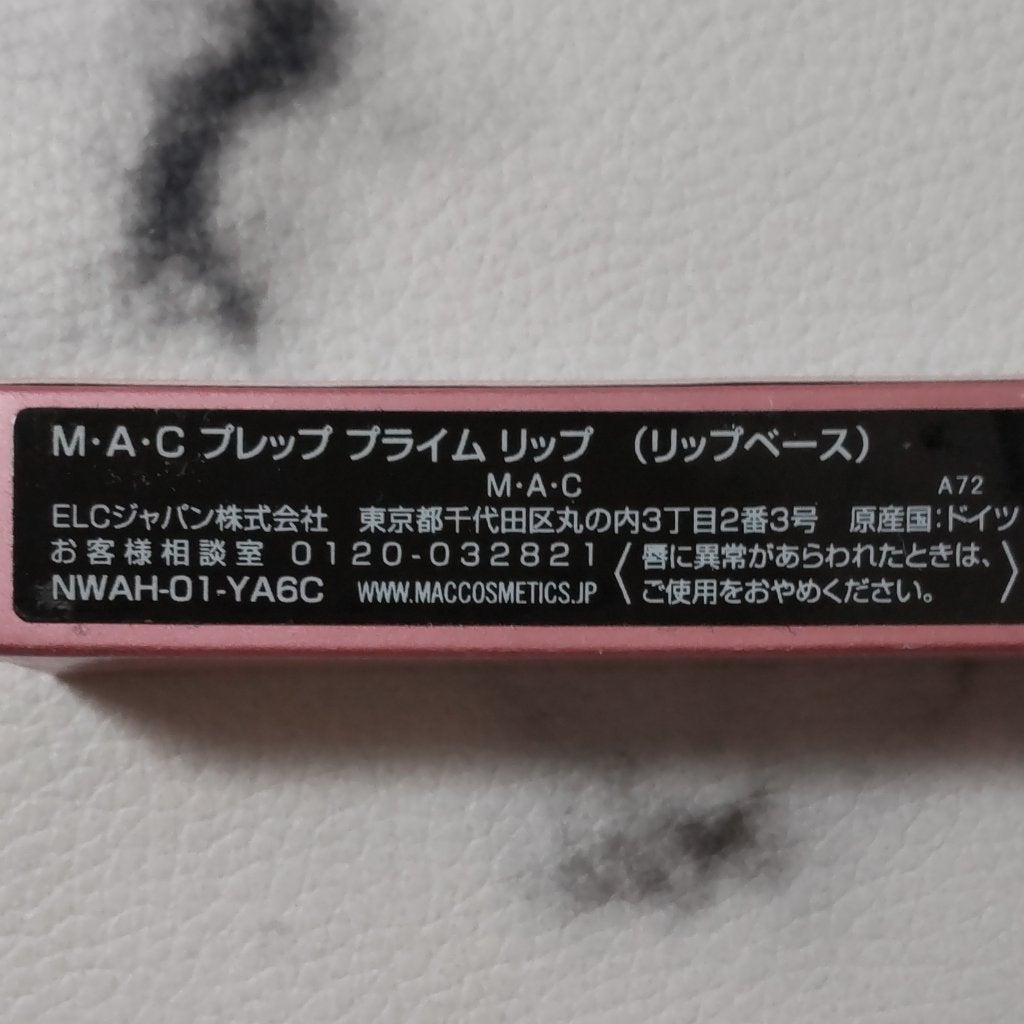 M·A·C プレップ プライム リップ （リップベース）
M·A·C A72
ELCジャパン株式会社 東京都千代田区丸の内3丁目2番3号 原産国:ドイツ
お客様相談室 0120-032821 〈唇に異常があらわれたときは、
NWAH-01-YA6C WWW.MACCOSMETICS.JP ご使用をおやめください。〉